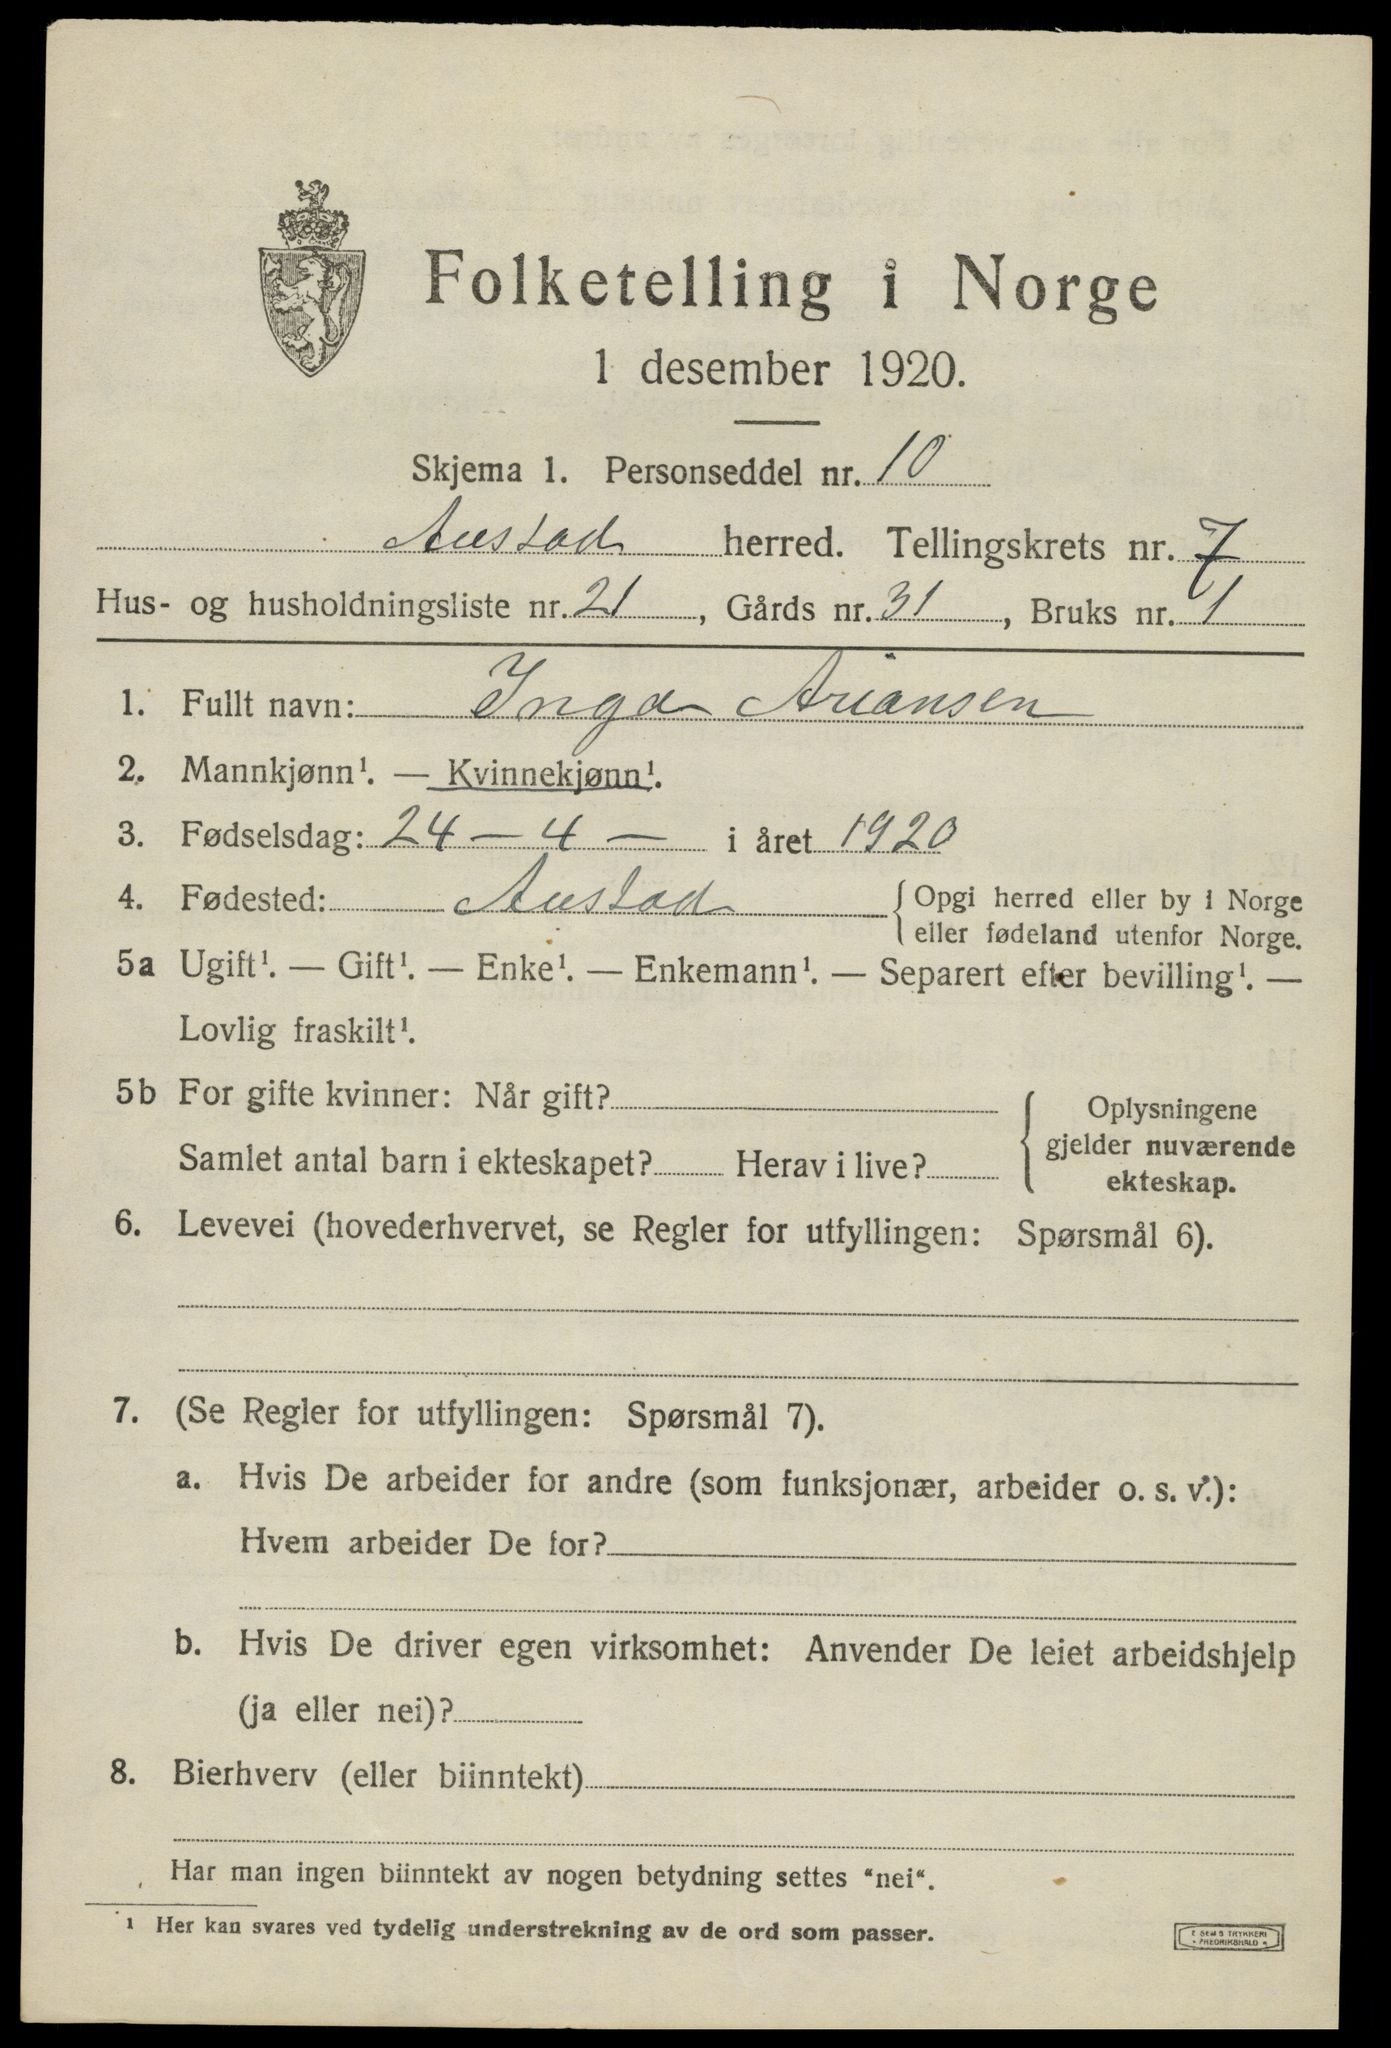 Folketelling i Norge
1 desember 1920.
Skjema 1. Personseddel nr. 10
Austad herred. Tellingskrets nr. 7
Hus- og husholdningsliste nr. 21, Gårds nr. 31, Bruks nr. 1
1. Fullt navn: Inga Ariansen
2. Mannkjønn¹. — Kvinnekjønn¹.
3. Fødselsdag: 24 – 4 – i året 1920
4. Fødested: Austad { Opgi herred eller by i Norge
eller fødeland utenfor Norge.
5a Ugift¹. — Gift¹. — Enke¹. — Enkemann¹. — Separert efter bevilling¹. —
Lovlig fraskilt¹.
5b For gifte kvinner: Når gift?
Samlet antal barn i ekteskapet? Herav i live?
Oplysningene
gjelder nuværende
ekteskap.
6. Levevei (hovederhvervet, se Regler for utfyllingen: Spørsmål 6).
7. (Se Regler for utfyllingen: Spørsmål 7).
a. Hvis De arbeider for andre (som funksjonær, arbeider o. s. v.):
Hvem arbeider De for?
b. Hvis De driver egen virksomhet: Anvender De leiet arbeidshjelp
(ja eller nei)?
8. Bierhverv (eller biinntekt)
Har man ingen biinntekt av nogen betydning settes “nei“.
¹ Her kan svares ved tydelig understrekning av de ord som passer.
E SEM'S TRYKKERI
• FREDRIKSHALD •